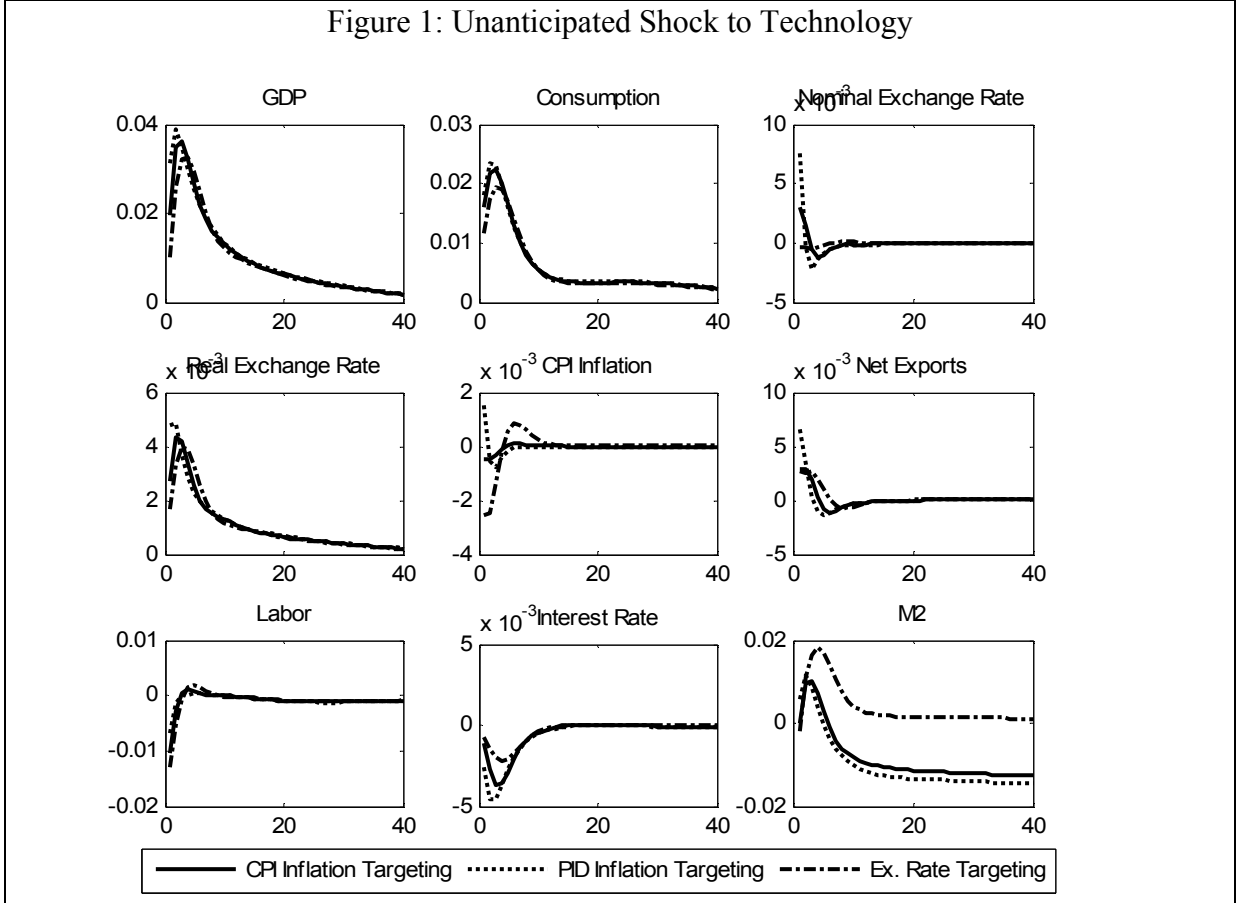 Figure 1: Unanticipated Shock to Technology
GDP
Consumption
x 10^-3 Nominal Exchange Rate
0.04
0.02
0
0 20 40
0.03
0.02
0.01
0
0 20 40
10
5
0
-5
0 20 40
x 10^-3 Real Exchange Rate
x 10^-3 CPI Inflation
x 10^-3 Net Exports
6
4
2
0
0 20 40
2
0
-2
-4
0 20 40
10
5
0
-5
0 20 40
Labor
x 10^-3 Interest Rate
M2
0.01
0
-0.01
-0.02
0 20 40
5
0
-5
0 20 40
0.02
0
-0.02
0 20 40
CPI Inflation Targeting PID Inflation Targeting Ex. Rate Targeting